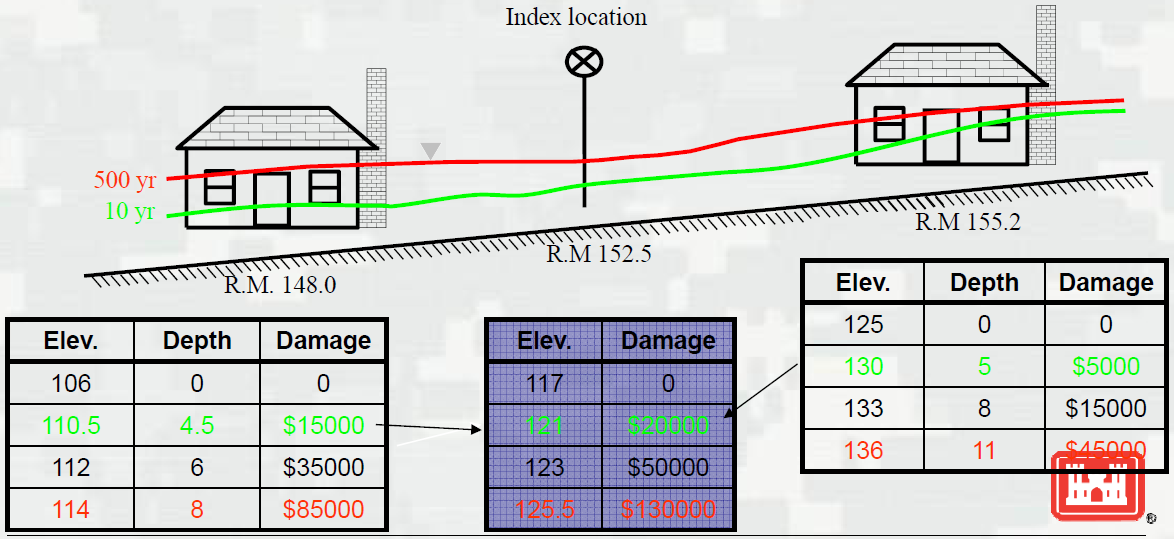 Index location
500 yr
10 yr
R.M. 148.0
R.M 152.5
R.M 155.2
Elev. Depth Damage
106 0 0
110.5 4.5 $15000
112 6 $35000
114 8 $85000
Elev. Damage
117 0
121 $20000
123 $50000
125.5 $130000
Elev. Depth Damage
125 0 0
130 5 $5000
133 8 $15000
136 11 $45000
®